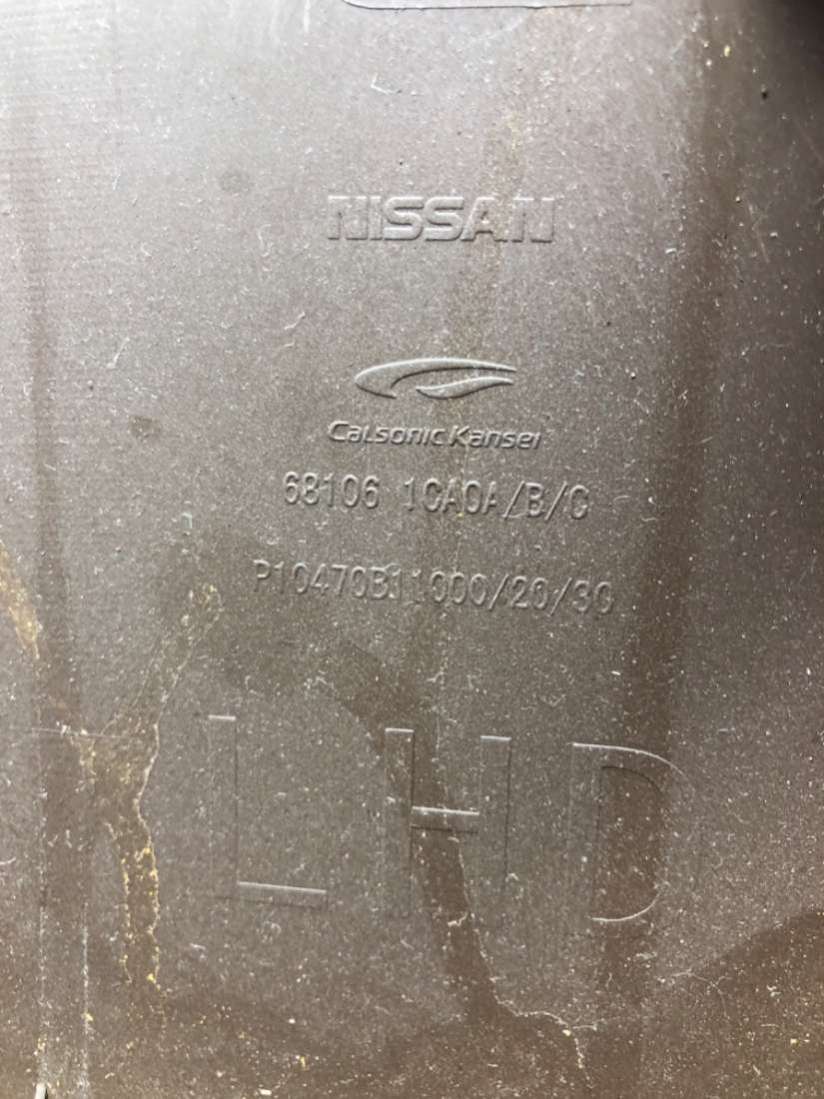 NISSAN
CalsonicKansei
68106 1CA0A/B/C
P10470B11000/20/30
LHD